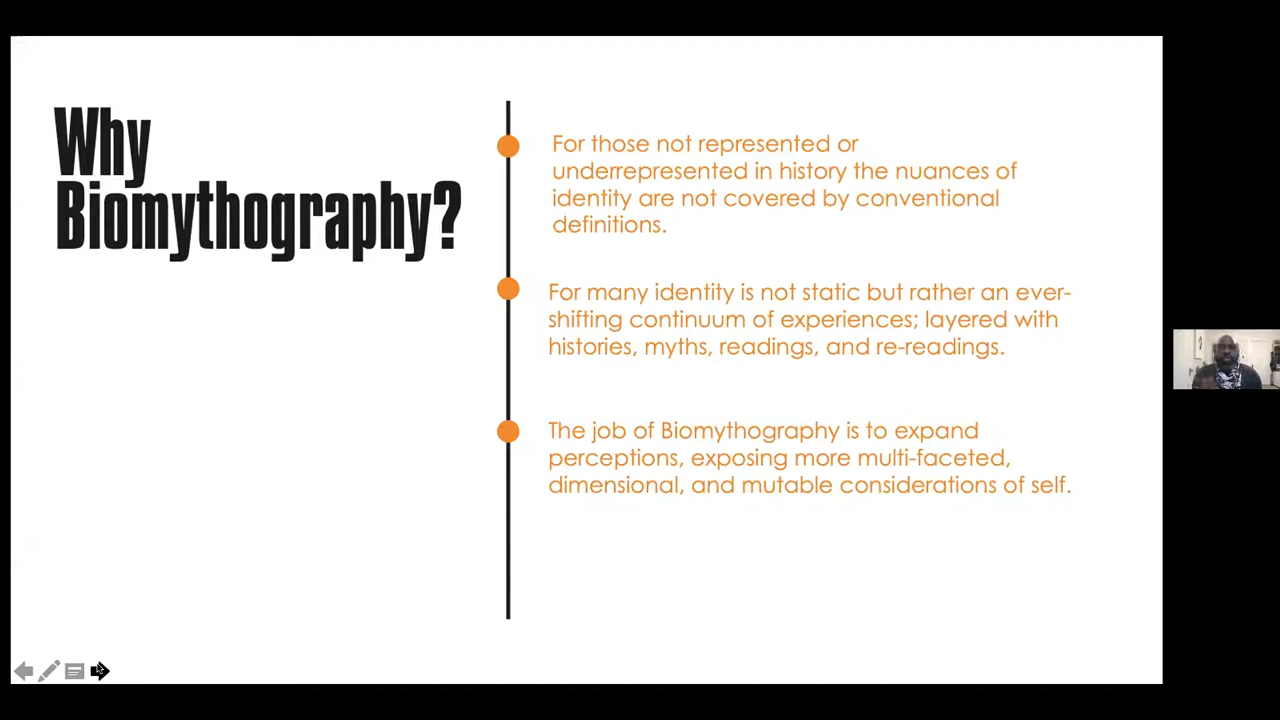 Why
Biomythography?
For those not represented or
underrepresented in history the nuances of
identity are not covered by conventional
definitions.
For many identity is not static but rather an ever-
shifting continuum of experiences; layered with
histories, myths, readings, and re-readings.
The job of Biomythography is to expand
perceptions, exposing more multi-faceted,
dimensional, and mutable considerations of self.